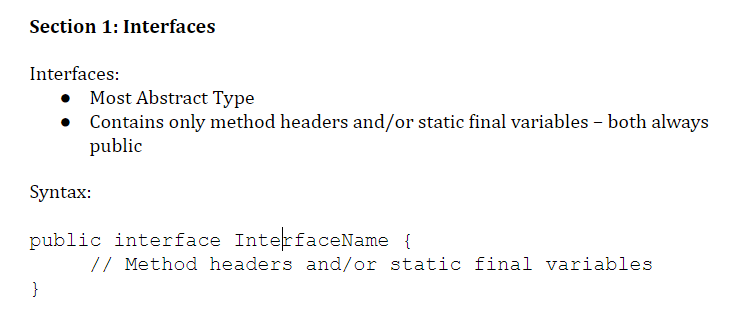 Section 1: Interfaces
Interfaces:
● Most Abstract Type
● Contains only method headers and/or static final variables – both always
public
Syntax:
public interface InterfaceName {
// Method headers and/or static final variables
}